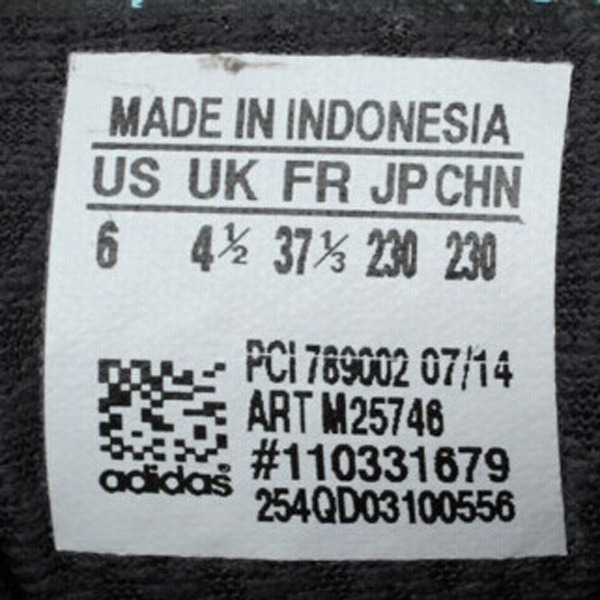 MADE IN INDONESIA
US UK FR JP CHN
6 4½ 37⅓ 230 230
PCI 789002 07/14
ART M25746
#110331679
adidas®
254QD03100556